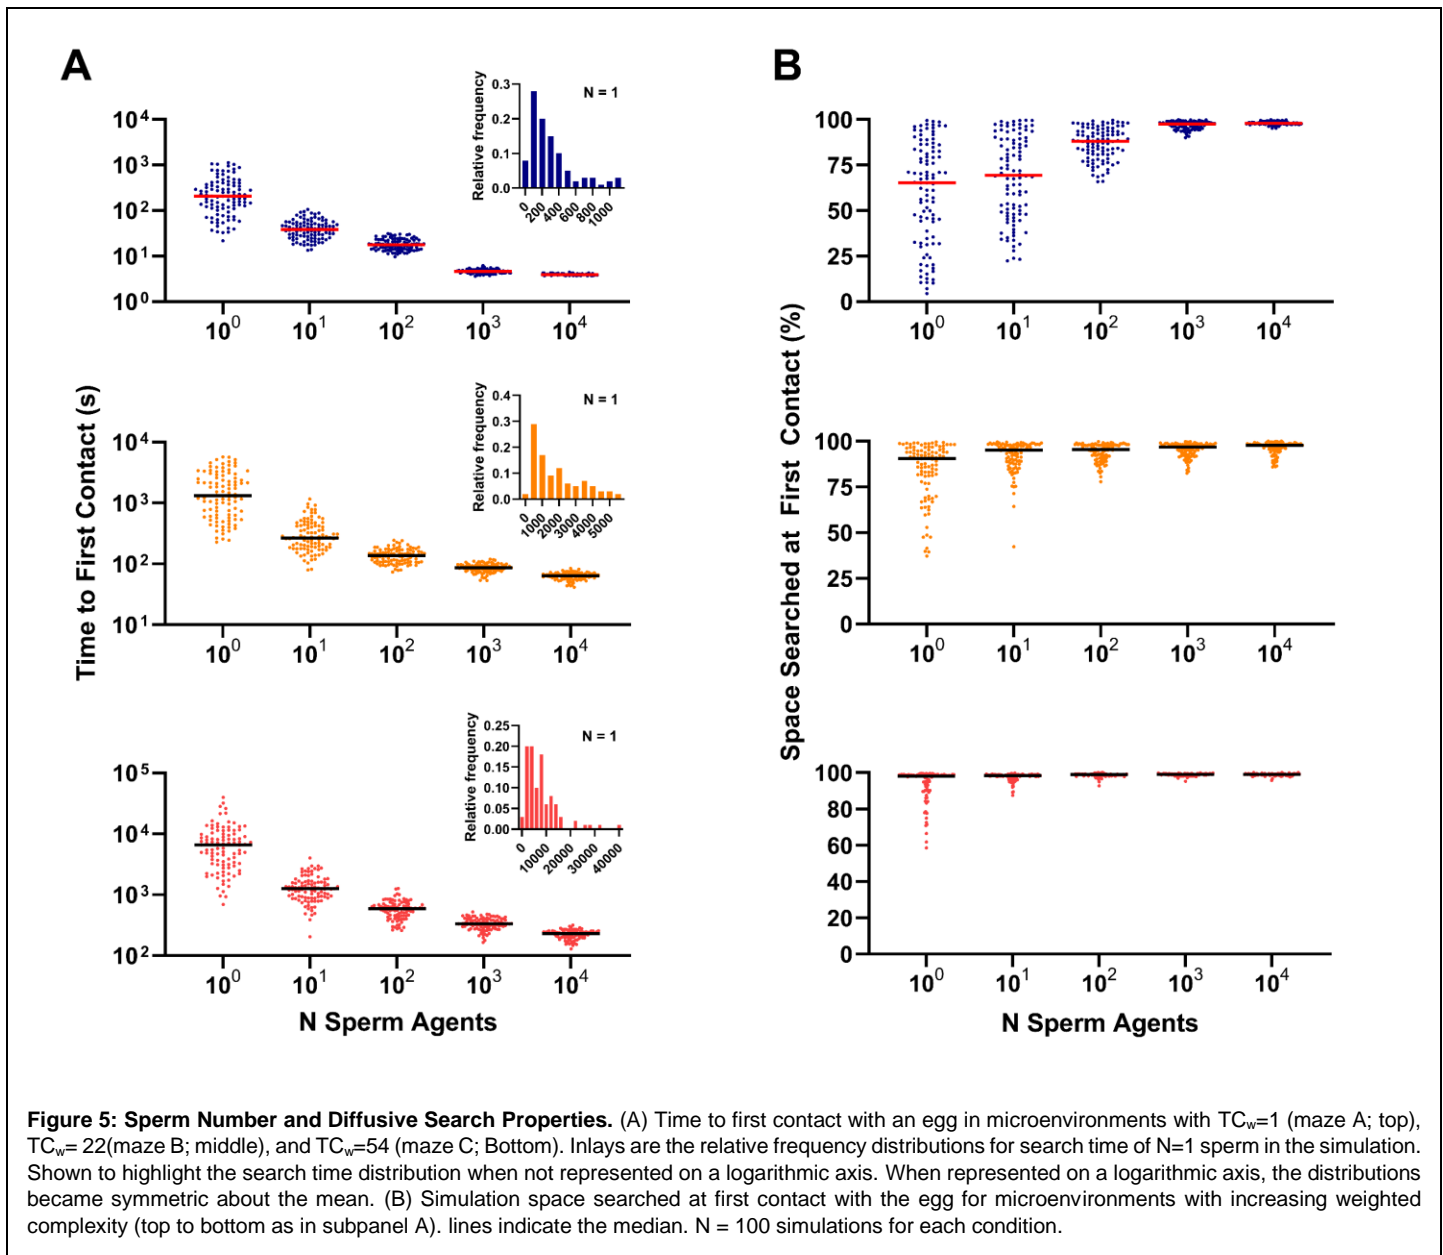 A
Time to First Contact (s)
10⁴
10³
10²
10¹
10⁰
10⁰ 10¹ 10² 10³ 10⁴
Relative frequency
N = 1
0.3
0.2
0.1
0.0
0 200 400 600 800 1000
10⁴
10³
10²
10¹
10⁰ 10¹ 10² 10³ 10⁴
Relative frequency
N = 1
0.4
0.3
0.2
0.1
0.0
0 1000 2000 3000 4000 5000
10⁵
10⁴
10³
10²
10⁰ 10¹ 10² 10³ 10⁴
Relative frequency
N = 1
0.25
0.20
0.15
0.10
0.05
0.00
0 10000 20000 30000 40000
N Sperm Agents
B
Space Searched at First Contact (%)
100
75
50
25
0
10⁰ 10¹ 10² 10³ 10⁴
100
75
50
25
0
10⁰ 10¹ 10² 10³ 10⁴
100
80
60
40
20
0
10⁰ 10¹ 10² 10³ 10⁴
N Sperm Agents
Figure 5: Sperm Number and Diffusive Search Properties. (A) Time to first contact with an egg in microenvironments with TCw=1 (maze A; top),
TCw= 22(maze B; middle), and TCw=54 (maze C; Bottom). Inlays are the relative frequency distributions for search time of N=1 sperm in the simulation.
Shown to highlight the search time distribution when not represented on a logarithmic axis. When represented on a logarithmic axis, the distributions
became symmetric about the mean. (B) Simulation space searched at first contact with the egg for microenvironments with increasing weighted
complexity (top to bottom as in subpanel A). lines indicate the median. N = 100 simulations for each condition.